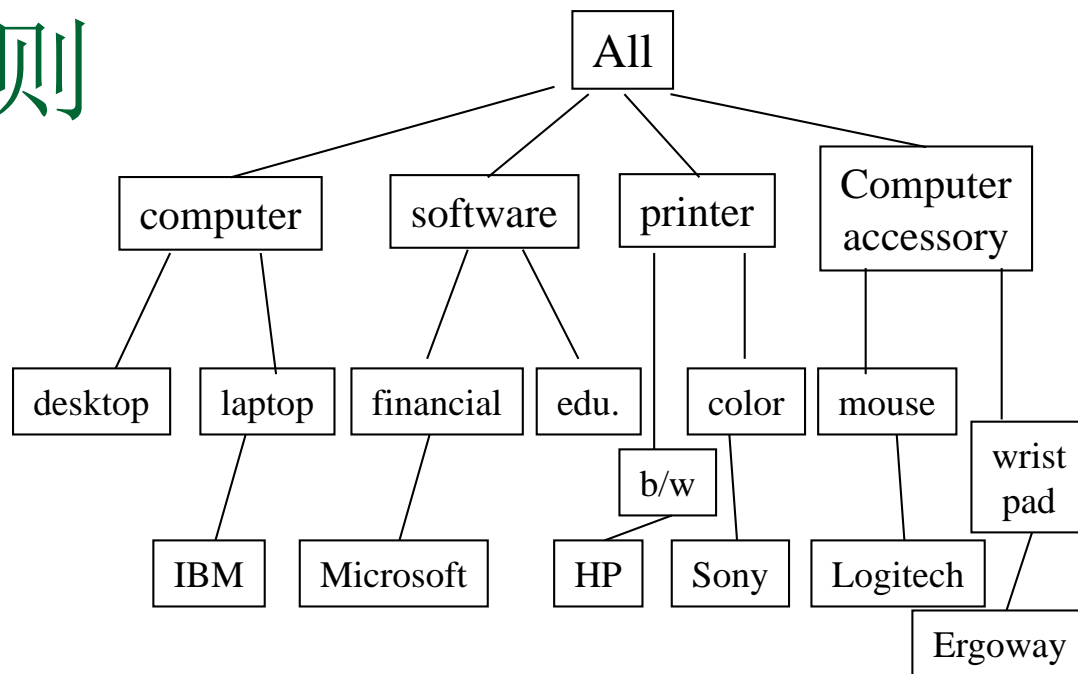 则
All
computer
software
printer
Computer
accessory
desktop
laptop
financial
edu.
color
mouse
b/w
wrist
pad
IBM
Microsoft
HP
Sony
Logitech
Ergoway